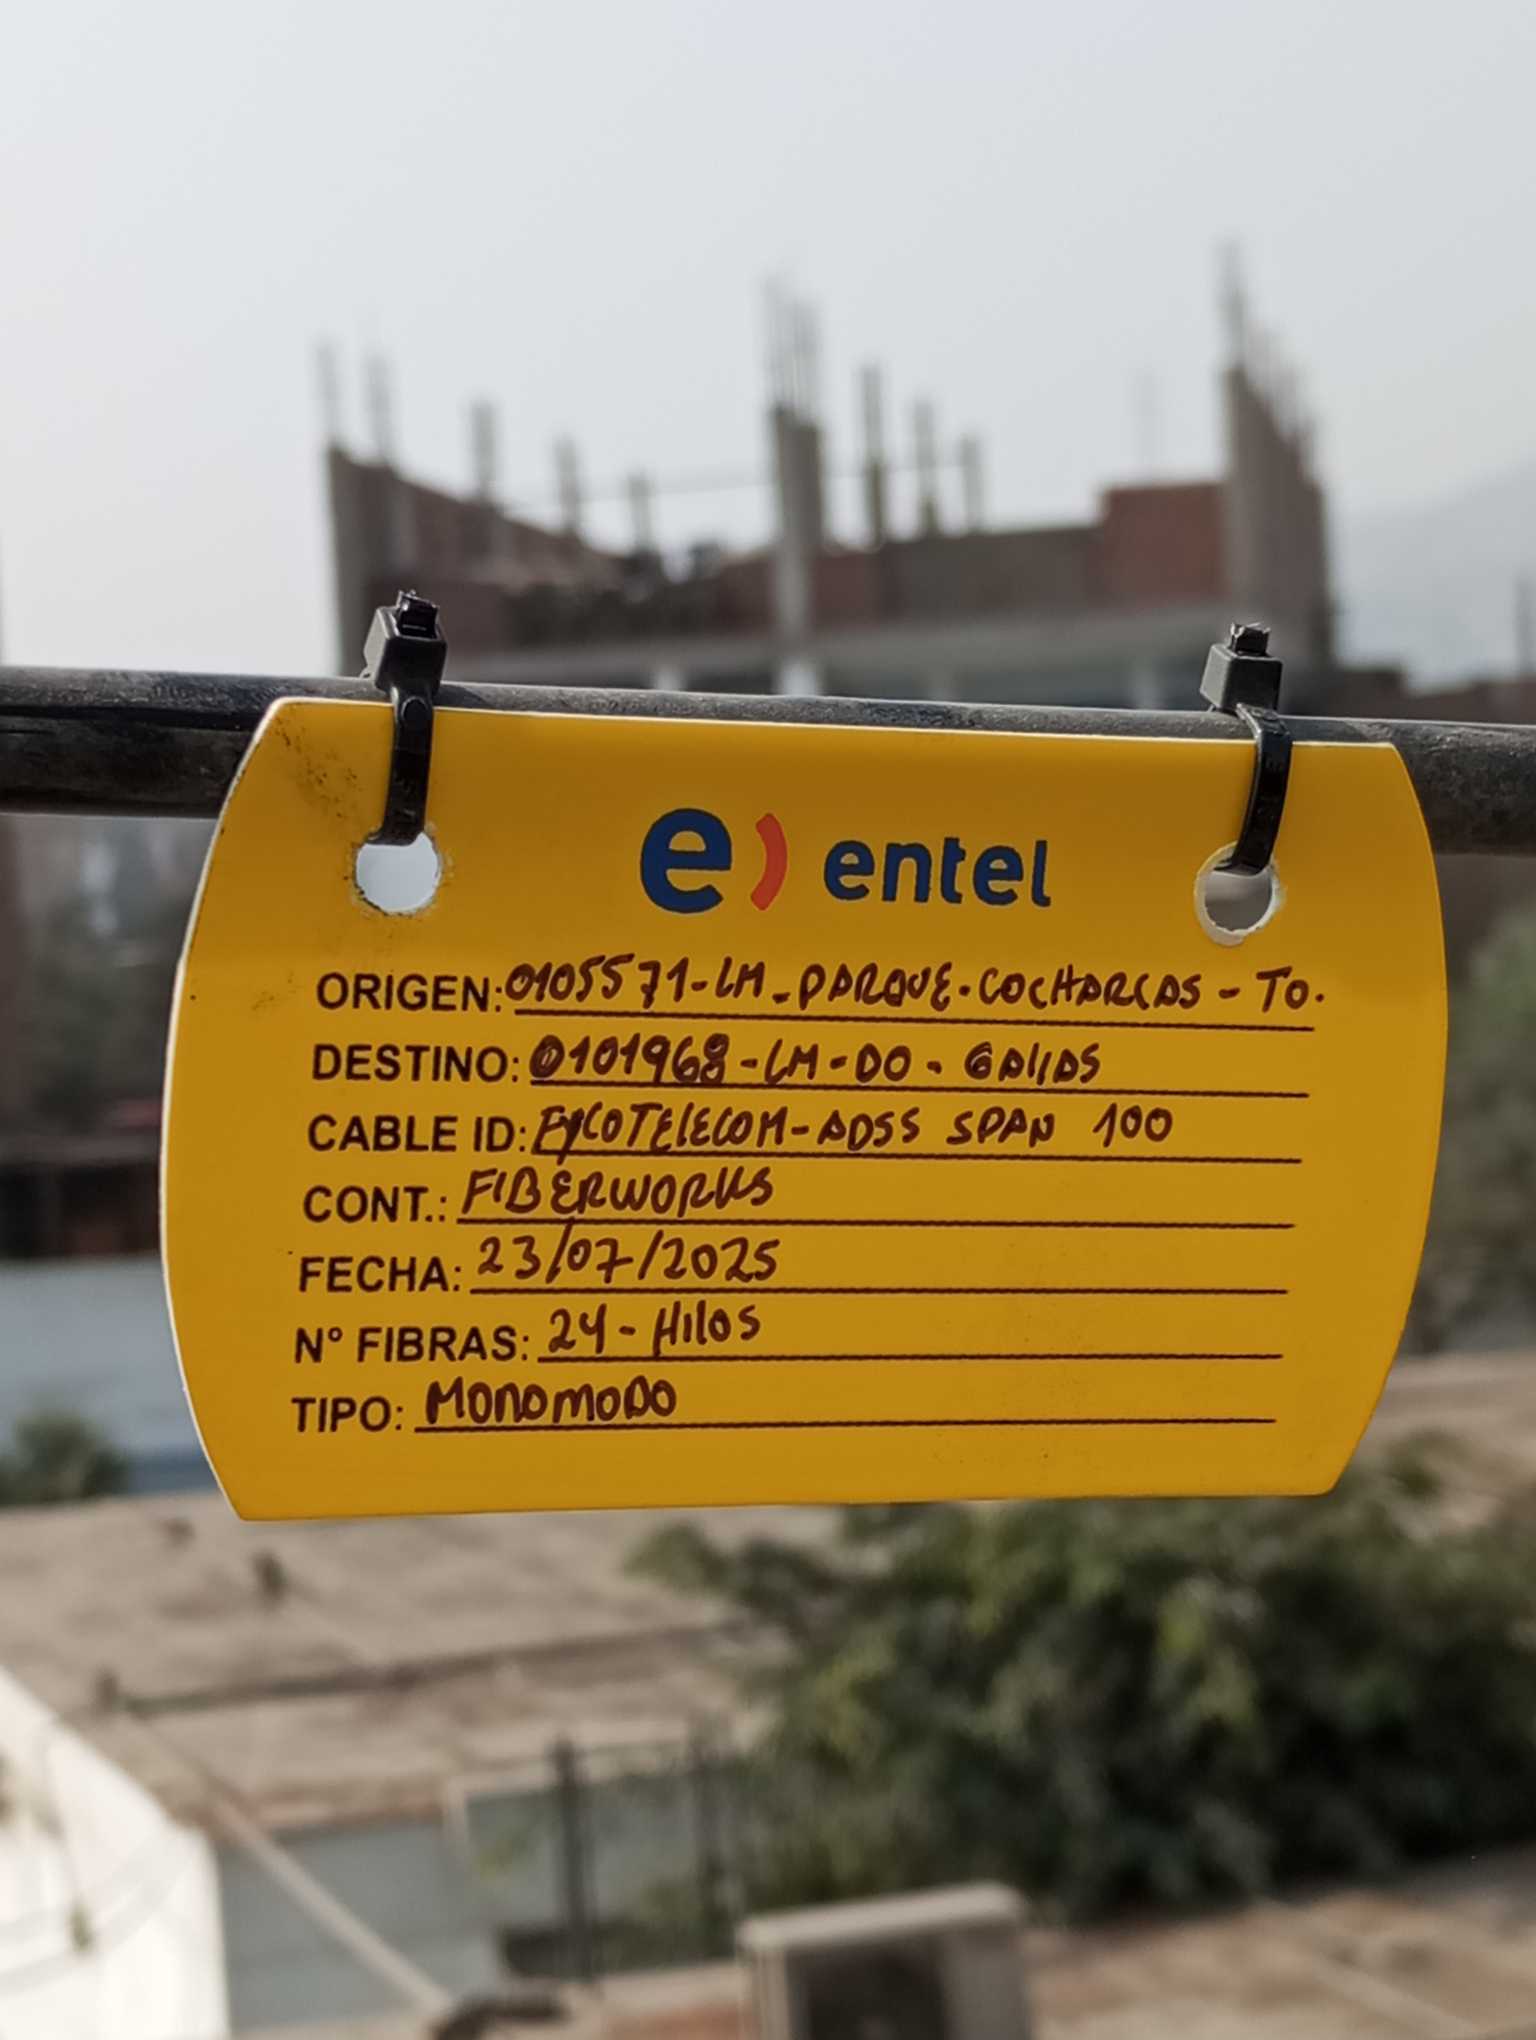 e) entel
ORIGEN: 0105571-LM_PARQUE.COCHARCAS - TO.
DESTINO: 0101968-LM-DO. GALLAS
CABLE ID: FYCOTELECOM-ADSS SPAN 100
CONT.: FIBERWORKS
FECHA: 23/07/2025
N° FIBRAS: 24-Hilos
TIPO: MONOMODO